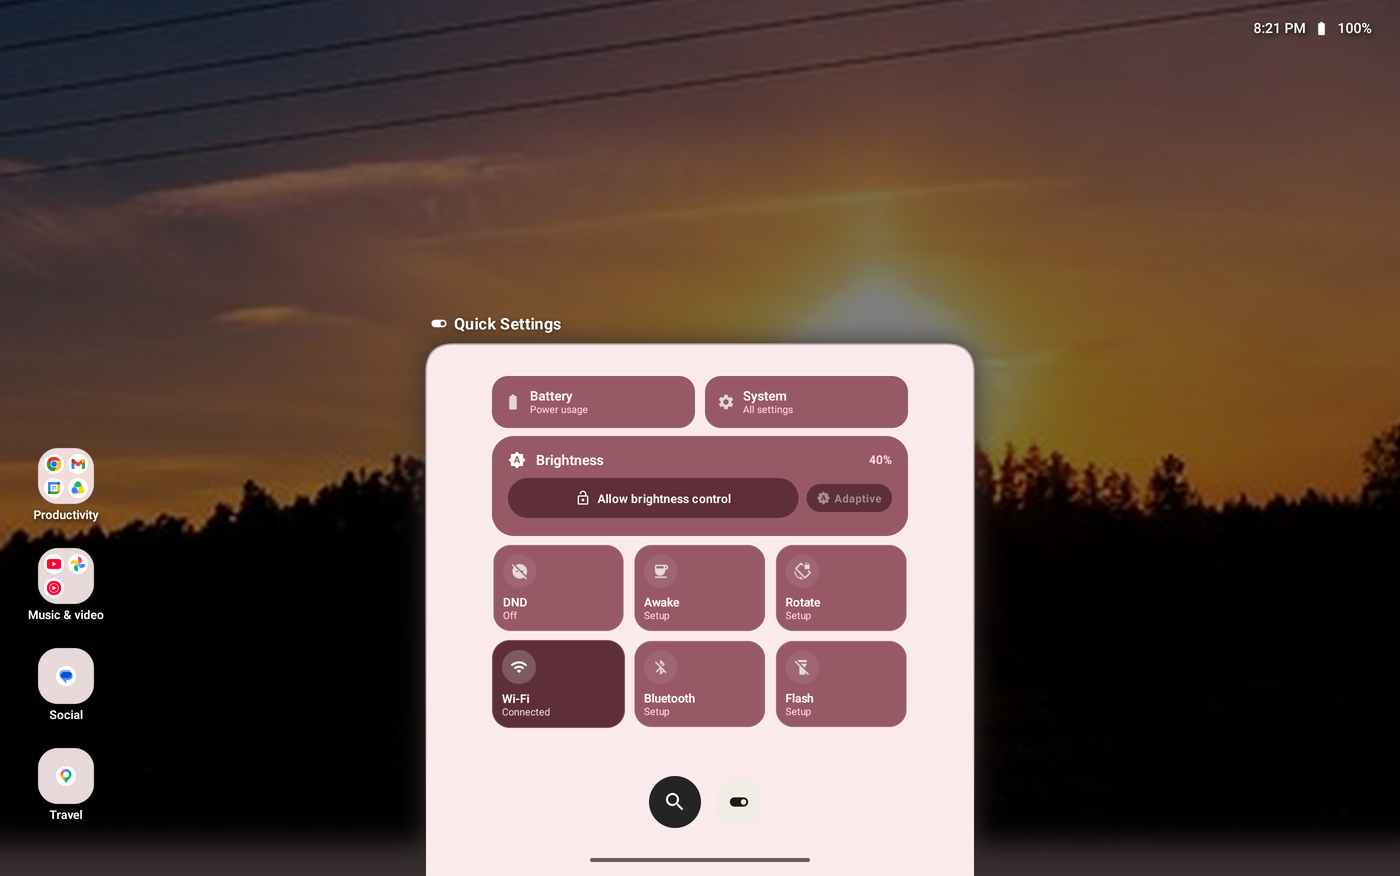 8:21 PM 100%
Quick Settings
Battery
Power usage
System
All settings
Brightness 40%
Allow brightness control
Adaptive
DND
Off
Awake
Setup
Rotate
Setup
Wi-Fi
Connected
Bluetooth
Setup
Flash
Setup
Productivity
Music & video
Social
Travel